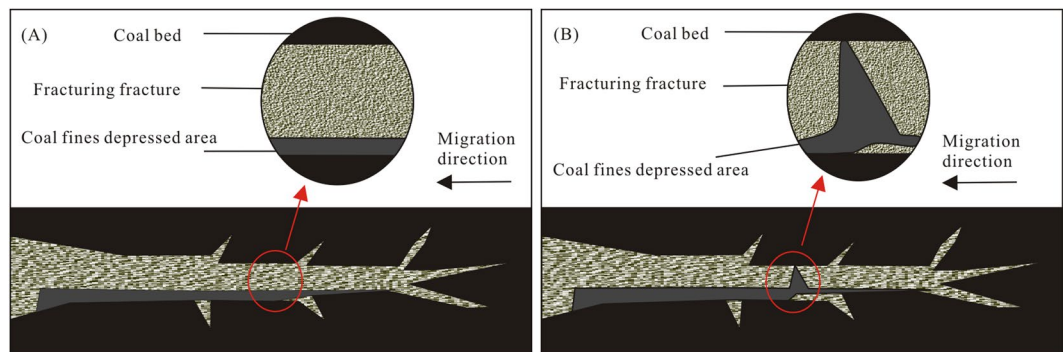 (A)
Coal bed
Fracturing fracture
Coal fines depressed area
Migration
direction
(B)
Coal bed
Fracturing fracture
Coal fines depressed area
Migration
direction